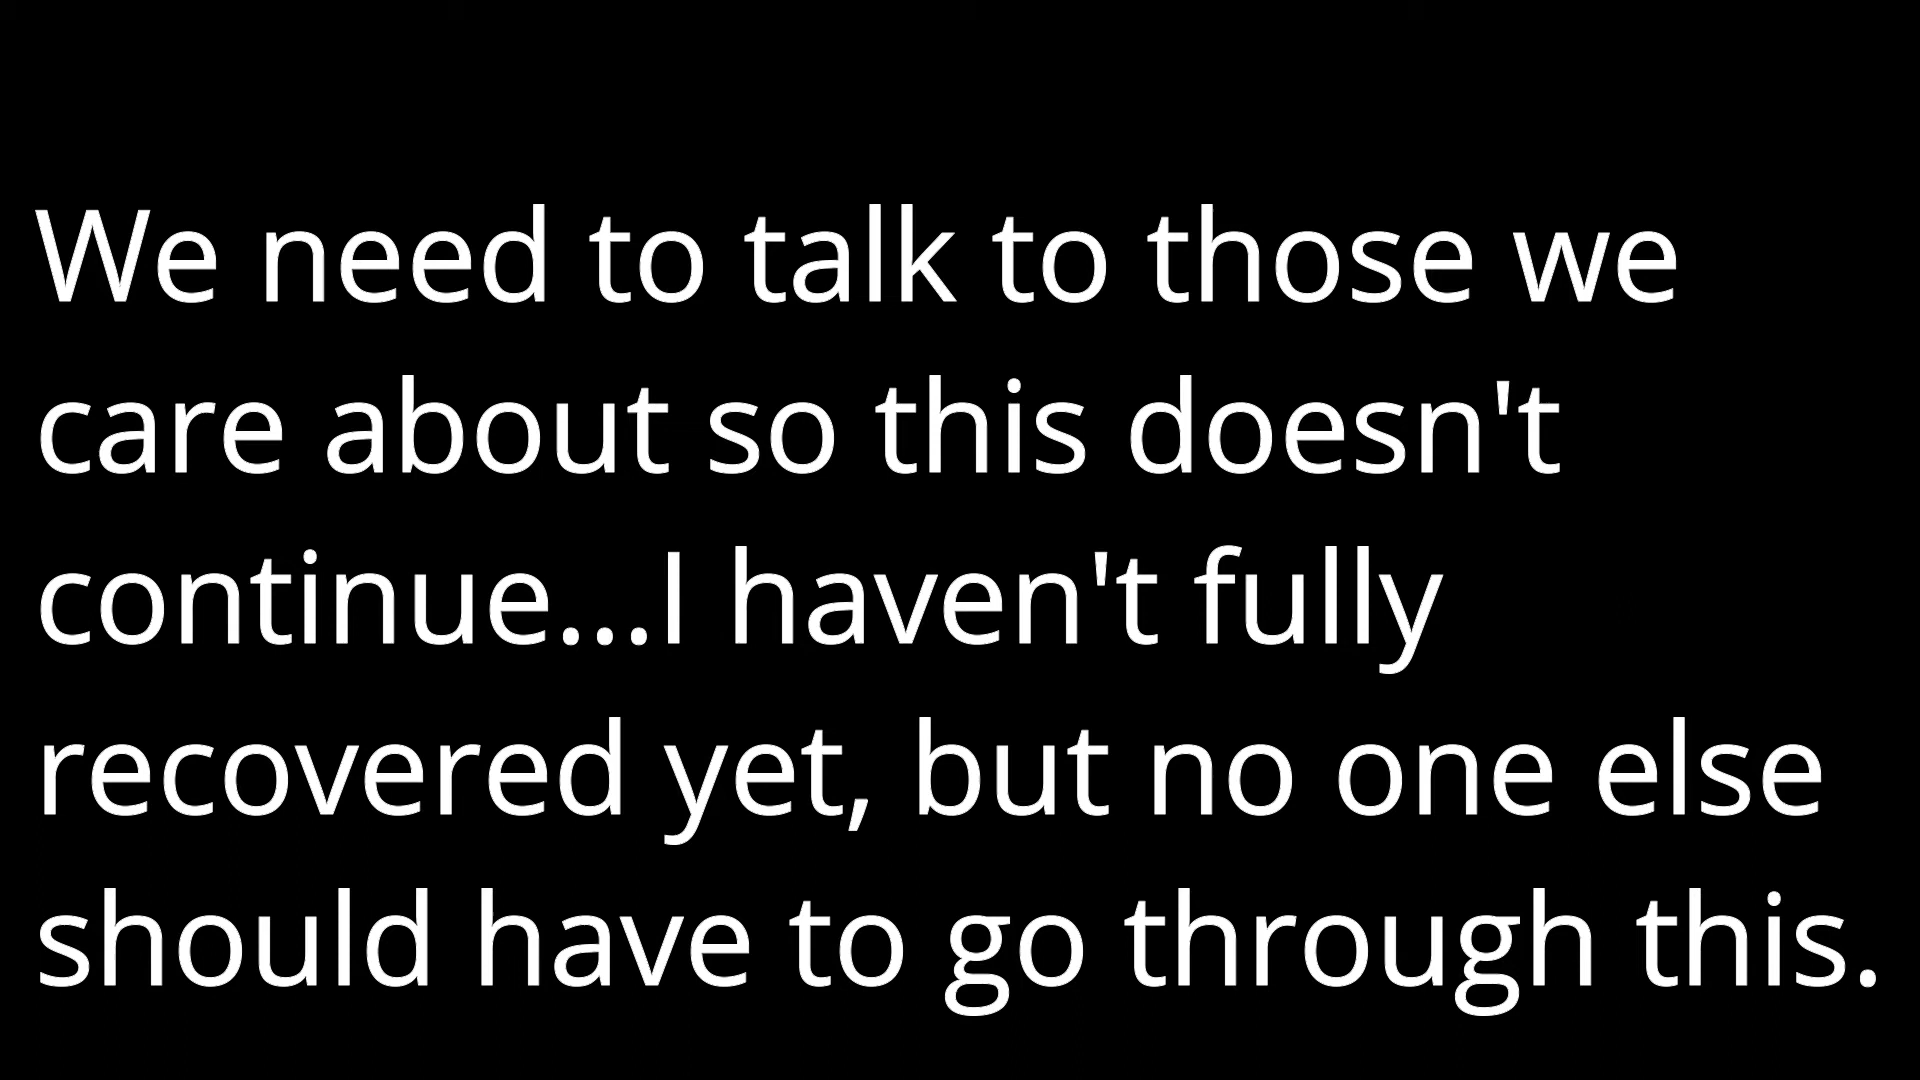 We need to talk to those we
care about so this doesn't
continue...I haven't fully
recovered yet, but no one else
should have to go through this.